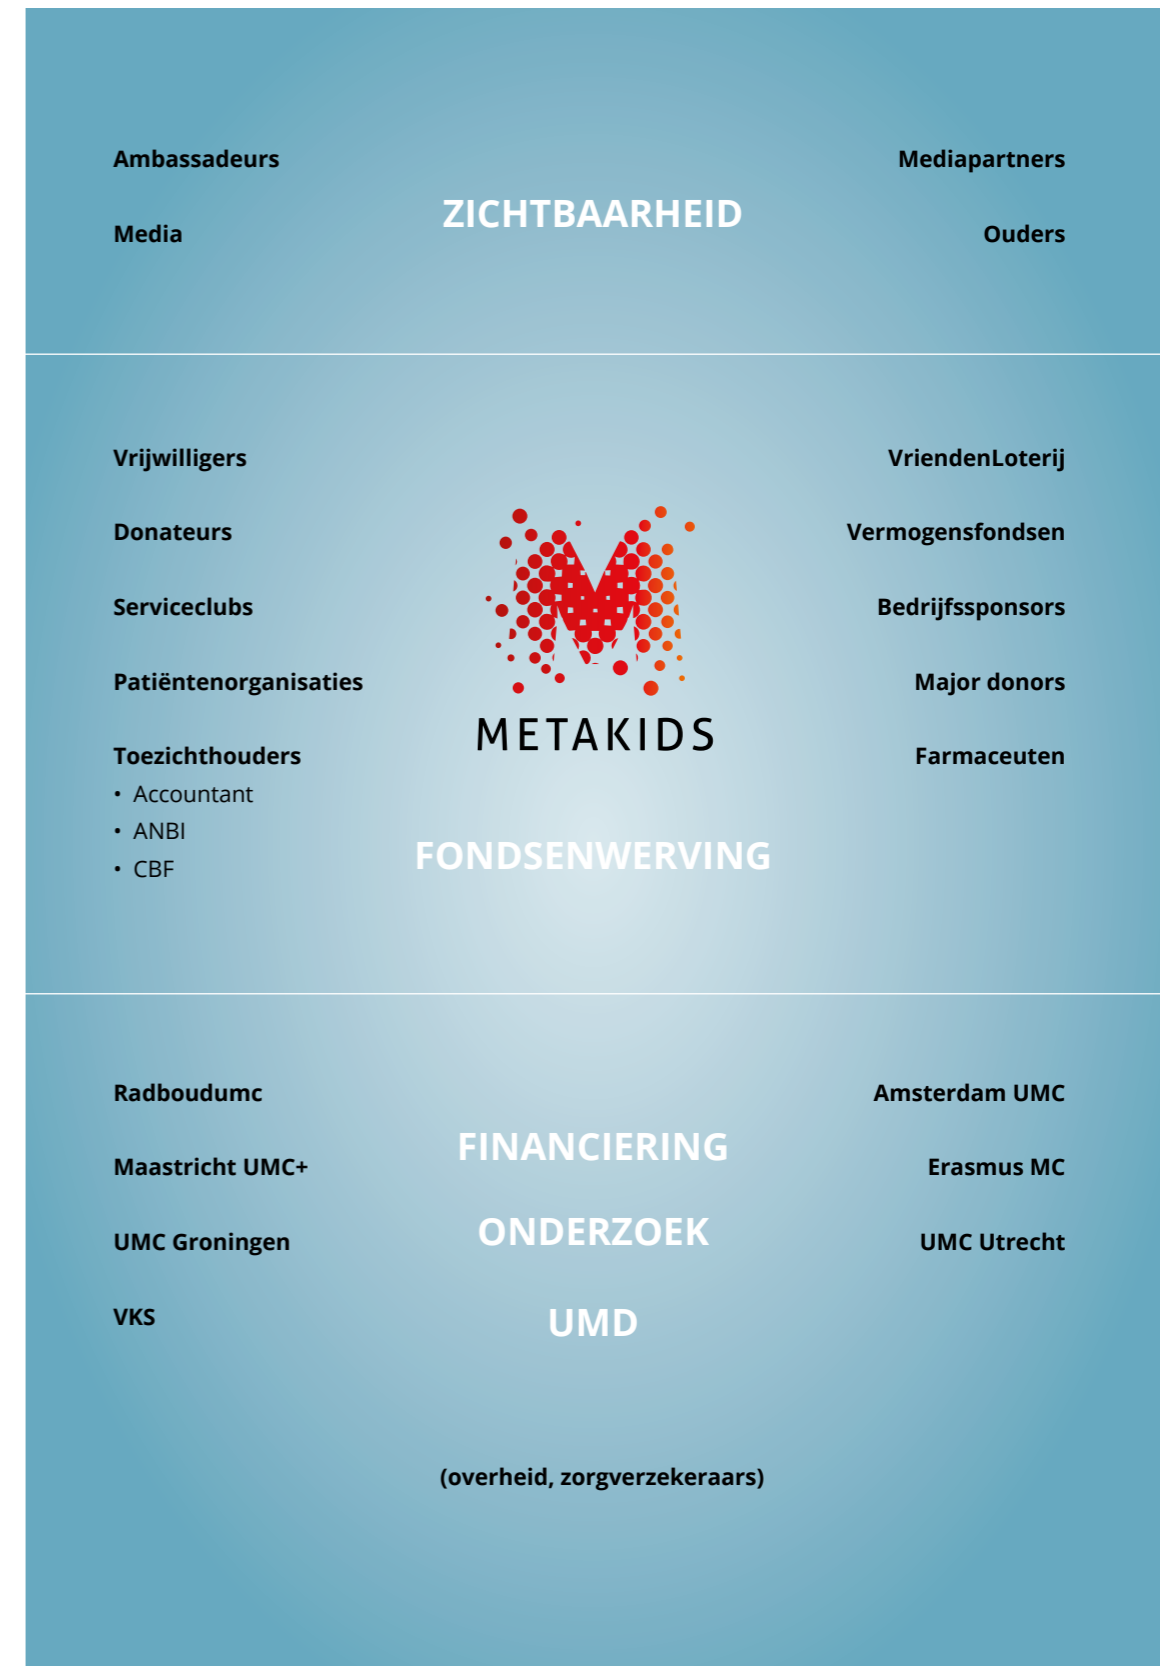 Ambassadeurs
Mediapartners
ZICHTBAARHEID
Media
Ouders
Vrijwilligers
Donateurs
Serviceclubs
Patiëntenorganisaties
Toezichthouders
• Accountant
• ANBI
• CBF
METAKIDS
FONDSENWERVING
VriendenLoterij
Vermogensfondsen
Bedrijfssponsors
Major donors
Farmaceuten
Radboudumc
Maastricht UMC+
UMC Groningen
VKS
FINANCIERING
ONDERZOEK
UMD
Amsterdam UMC
Erasmus MC
UMC Utrecht
(overheid, zorgverzekeraars)